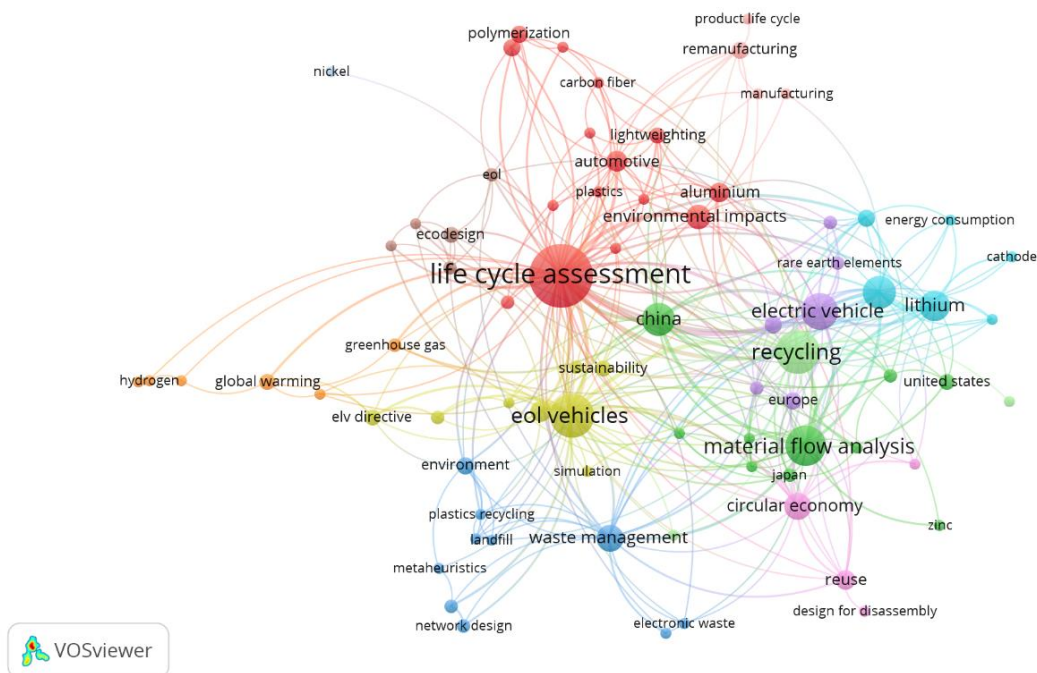 product life cycle
polymerization
remanufacturing
nickel
carbon fiber
manufacturing
lightweighting
automotive
eol
plastics
aluminium
environmental impacts
energy consumption
ecodesign
rare earth elements
cathode
life cycle assessment
electric vehicle
lithium
china
greenhouse gas
recycling
sustainability
hydrogen
global warming
united states
europe
elv directive
eol vehicles
material flow analysis
environment
simulation
japan
circular economy
plastics recycling
zinc
landfill
waste management
metaheuristics
reuse
design for disassembly
network design
electronic waste
VOSviewer